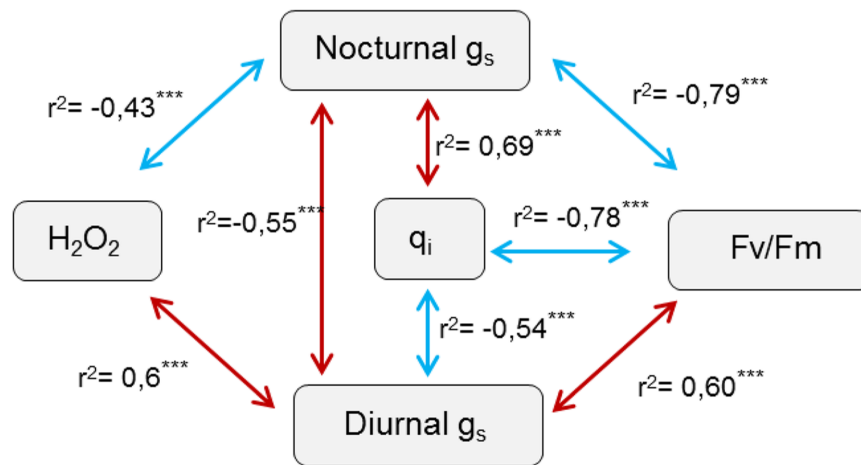 Nocturnal gₛ
r²= -0,43***
r²= -0,79***
r²= 0,69***
H₂O₂
r²=-0,55***
qᵢ
r²= -0,78***
Fv/Fm
r²= -0,54***
r²= 0,6***
r²= 0,60***
Diurnal gₛ